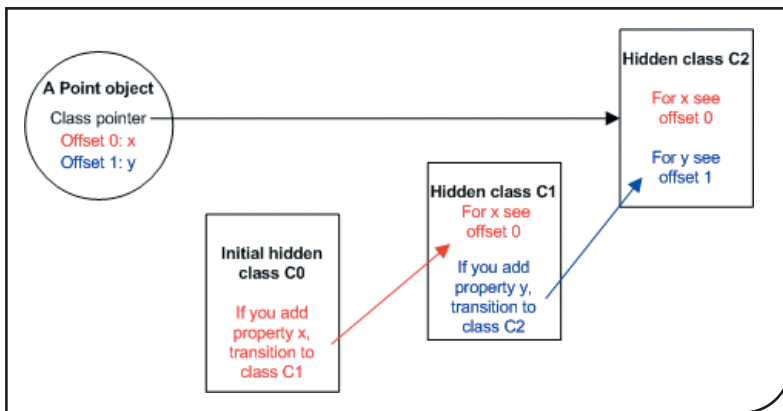 A Point object
Class pointer
Offset 0: x
Offset 1: y
Initial hidden
class C0
If you add
property x,
transition to
class C1
Hidden class C1
For x see
offset 0
If you add
property y,
transition to
class C2
Hidden class C2
For x see
offset 0
For y see
offset 1